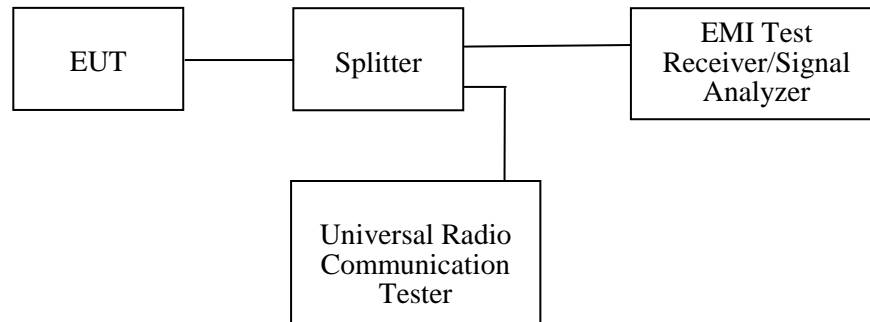 EUT
Splitter
EMI Test
Receiver/Signal
Analyzer
Universal Radio
Communication
Tester